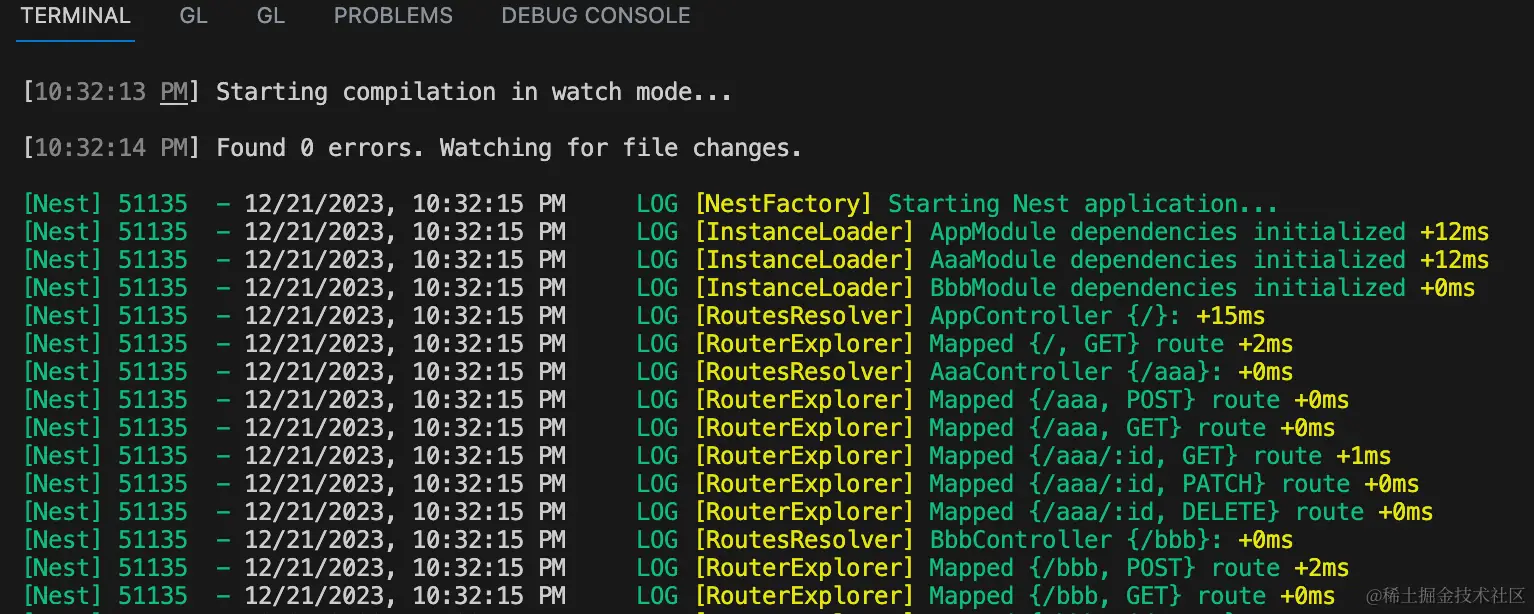 TERMINAL GL GL PROBLEMS DEBUG CONSOLE
[10:32:13 PM] Starting compilation in watch mode...
[10:32:14 PM] Found 0 errors. Watching for file changes.
[Nest] 51135  - 12/21/2023, 10:32:15 PM     LOG [NestFactory] Starting Nest application...
[Nest] 51135  - 12/21/2023, 10:32:15 PM     LOG [InstanceLoader] AppModule dependencies initialized +12ms
[Nest] 51135  - 12/21/2023, 10:32:15 PM     LOG [InstanceLoader] AaaModule dependencies initialized +12ms
[Nest] 51135  - 12/21/2023, 10:32:15 PM     LOG [InstanceLoader] BbbModule dependencies initialized +0ms
[Nest] 51135  - 12/21/2023, 10:32:15 PM     LOG [RoutesResolver] AppController {/}: +15ms
[Nest] 51135  - 12/21/2023, 10:32:15 PM     LOG [RouterExplorer] Mapped {/, GET} route +2ms
[Nest] 51135  - 12/21/2023, 10:32:15 PM     LOG [RoutesResolver] AaaController {/aaa}: +0ms
[Nest] 51135  - 12/21/2023, 10:32:15 PM     LOG [RouterExplorer] Mapped {/aaa, POST} route +0ms
[Nest] 51135  - 12/21/2023, 10:32:15 PM     LOG [RouterExplorer] Mapped {/aaa, GET} route +0ms
[Nest] 51135  - 12/21/2023, 10:32:15 PM     LOG [RouterExplorer] Mapped {/aaa/:id, GET} route +1ms
[Nest] 51135  - 12/21/2023, 10:32:15 PM     LOG [RouterExplorer] Mapped {/aaa/:id, PATCH} route +0ms
[Nest] 51135  - 12/21/2023, 10:32:15 PM     LOG [RouterExplorer] Mapped {/aaa/:id, DELETE} route +0ms
[Nest] 51135  - 12/21/2023, 10:32:15 PM     LOG [RoutesResolver] BbbController {/bbb}: +0ms
[Nest] 51135  - 12/21/2023, 10:32:15 PM     LOG [RouterExplorer] Mapped {/bbb, POST} route +2ms
[Nest] 51135  - 12/21/2023, 10:32:15 PM     LOG [RouterExplorer] Mapped {/bbb, GET} route +0ms
@稀土掘金技术社区